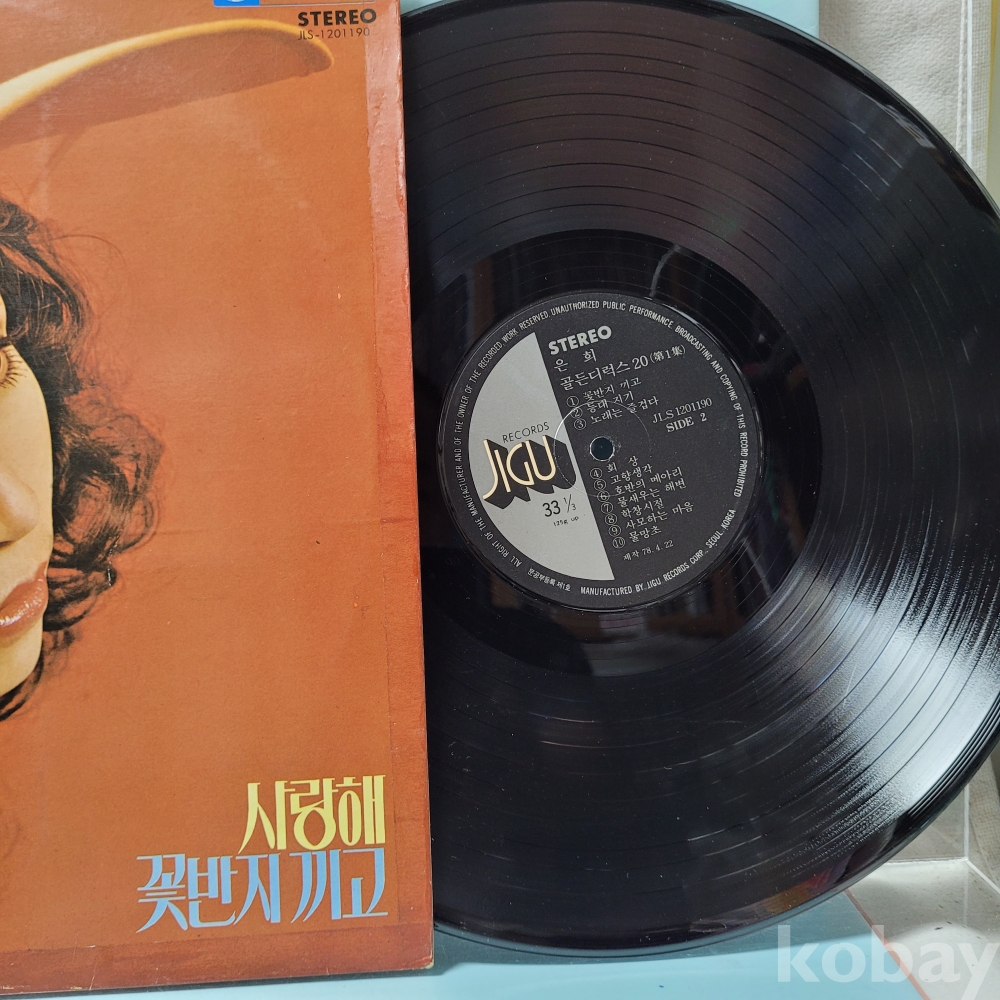 STEREO
JLS-1201190
사랑해
꽃반지 끼고
ALL RIGHT OF THE MANUFACTURER AND OF THE OWNER OF THE RECORDED WORK RESERVED. UNAUTHORIZED PUBLIC PERFORMANCE, BROADCASTING AND COPYING OF THIS RECORD PROHIBITED
STEREO
은 희
골든디럭스 20 (第1集)
① 꽃반지 끼고
② 등대 지기
③ 노래는 즐겁다
JLS 1201190
SIDE 2
RECORDS
JIGU
33 1/3
125g UP
④ 회 상
⑤ 고향생각
⑥ 호반의 메아리
⑦ 물새우는 해변
⑧ 학창시절
⑨ 사모하는 마음
⑩ 물망초
제작 78.4.22
MANUFACTURED BY JIGU RECORDS CORP., SEOUL KOREA
kobay